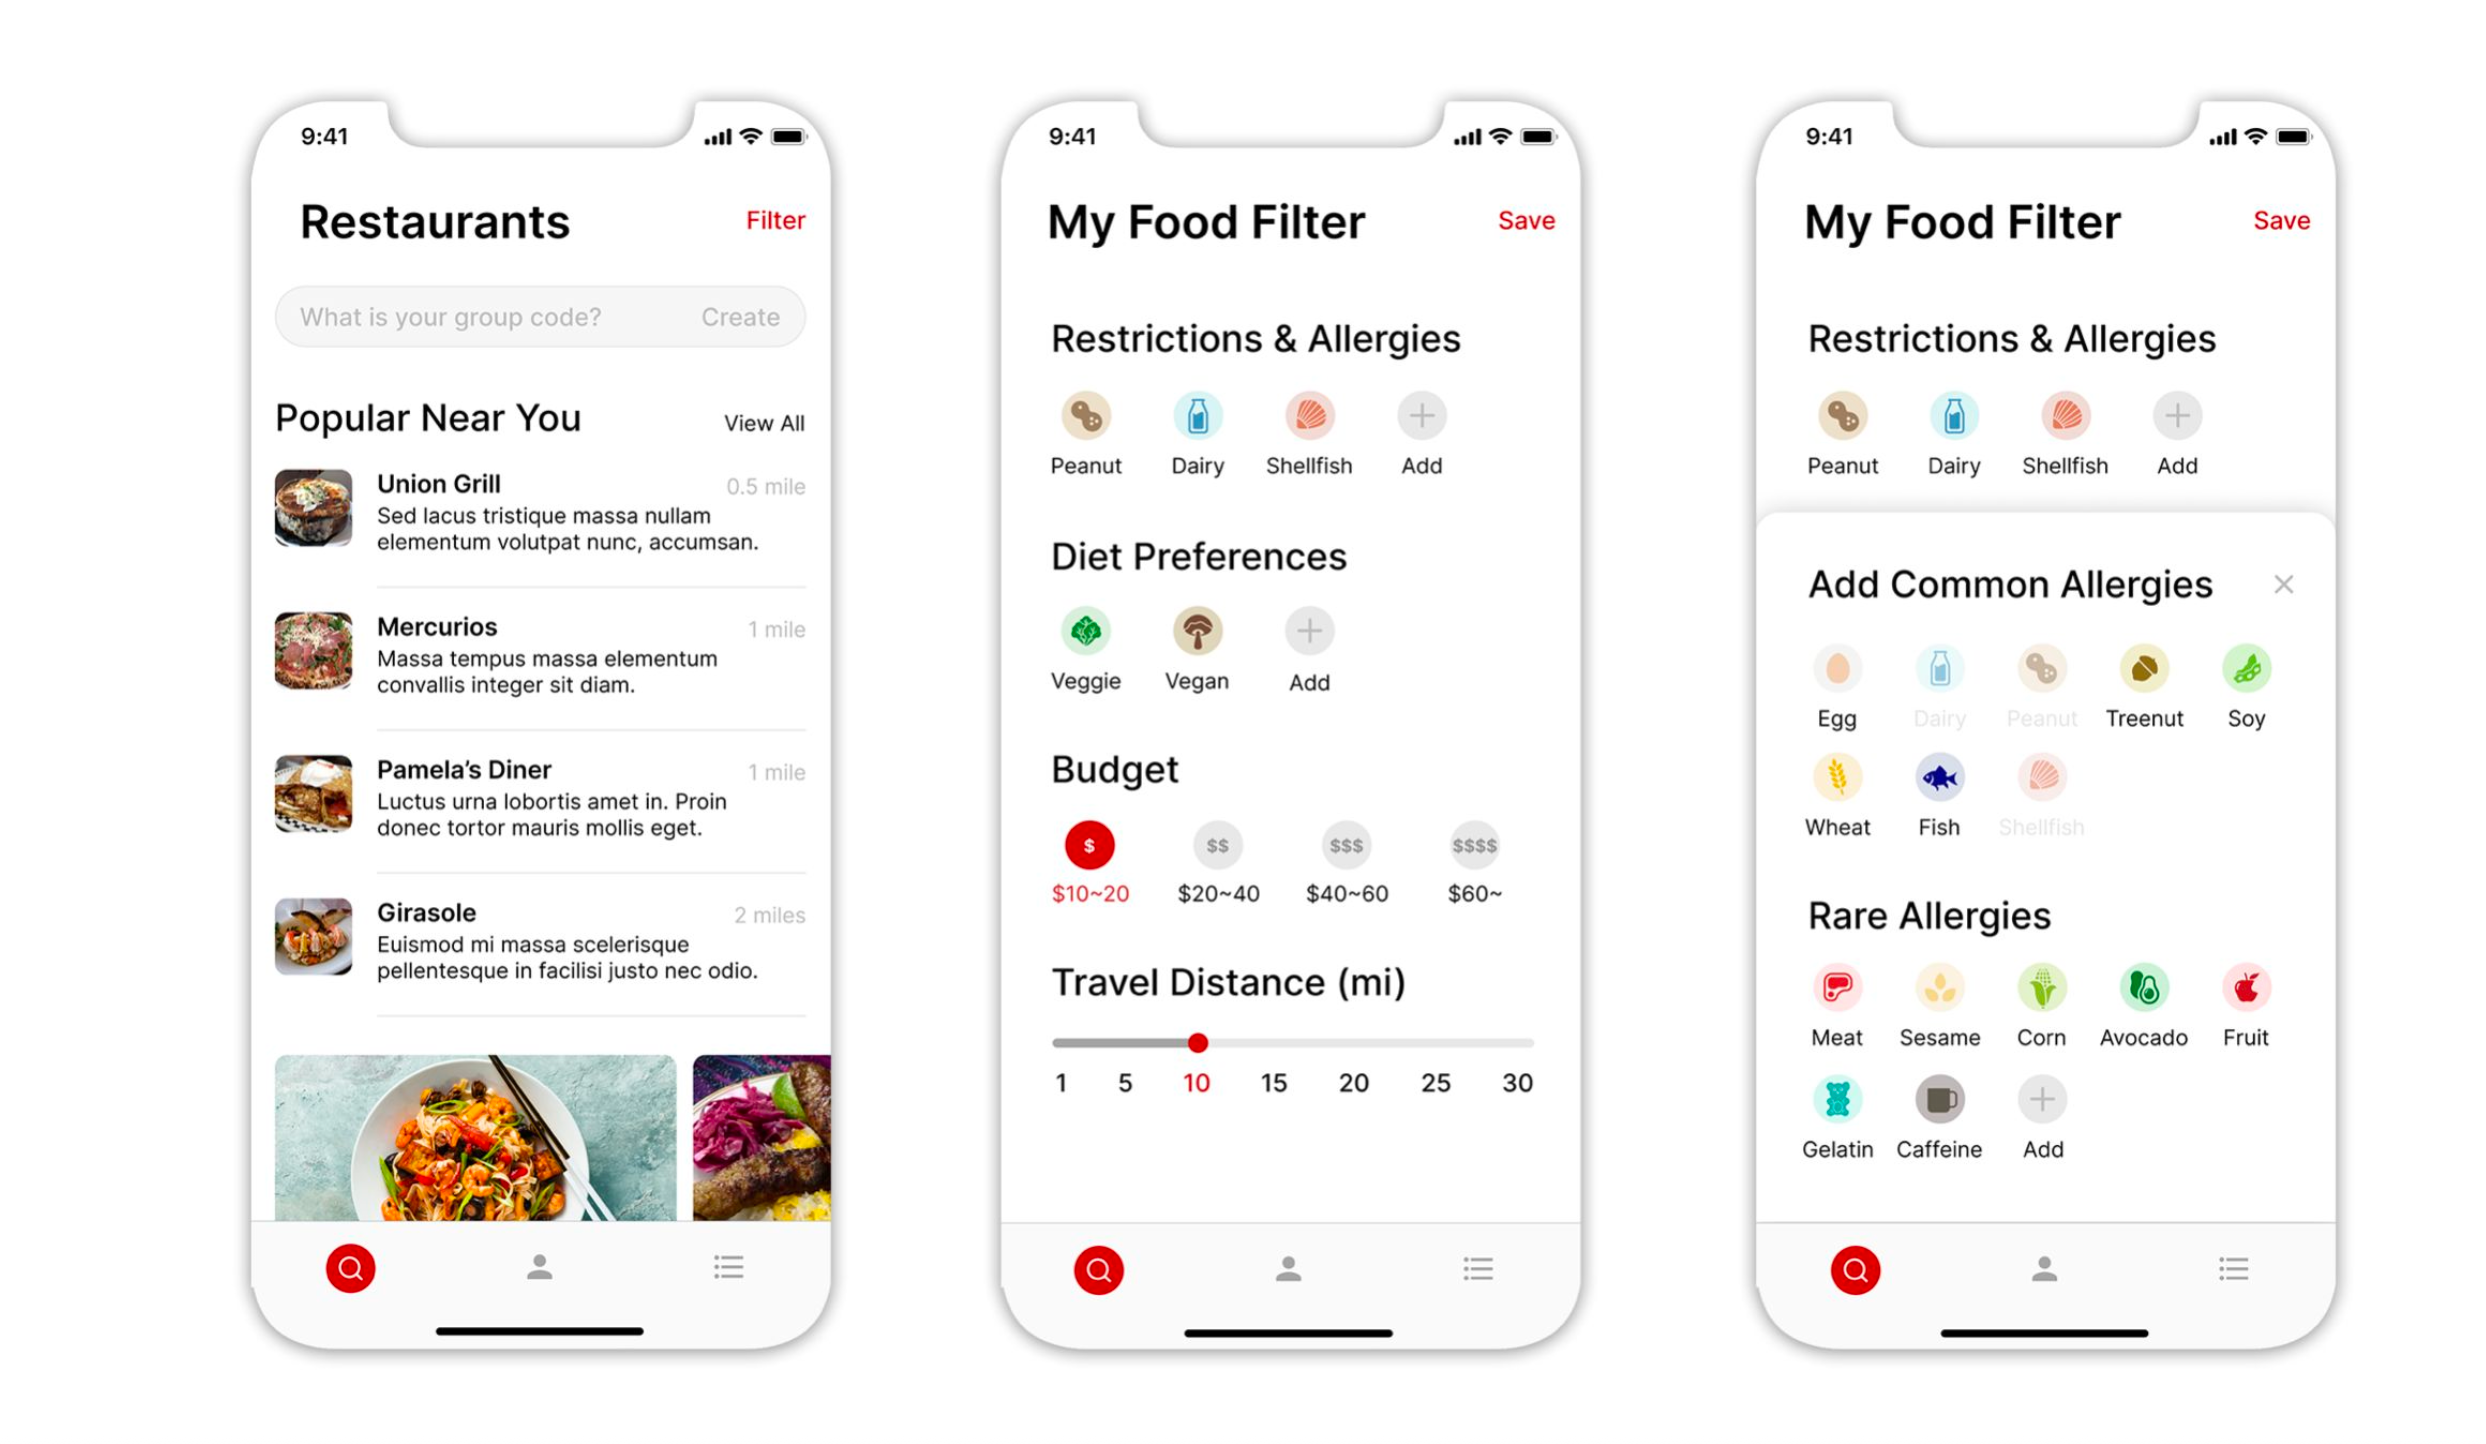 9:41
Restaurants
Filter
What is your group code?
Create
Popular Near You
View All
Union Grill
0.5 mile
Sed lacus tristique massa nullam
elementum volutpat nunc, accumsan.
Mercurios
1 mile
Massa tempus massa elementum
convallis integer sit diam.
Pamela's Diner
1 mile
Luctus urna lobortis amet in. Proin
donec tortor mauris mollis eget.
Girasole
2 miles
Euismod mi massa scelerisque
pellentesque in facilisi justo nec odio.
9:41
My Food Filter
Save
Restrictions & Allergies
Peanut Dairy Shellfish Add
Diet Preferences
Veggie Vegan Add
Budget
$ $$ $$$ $$$$
$10~20 $20~40 $40~60 $60~
Travel Distance (mi)
1 5 10 15 20 25 30
9:41
My Food Filter
Save
Restrictions & Allergies
Peanut Dairy Shellfish Add
Add Common Allergies
Egg Dairy Peanut Treenut Soy
Wheat Fish Shellfish
Rare Allergies
Meat Sesame Corn Avocado Fruit
Gelatin Caffeine Add